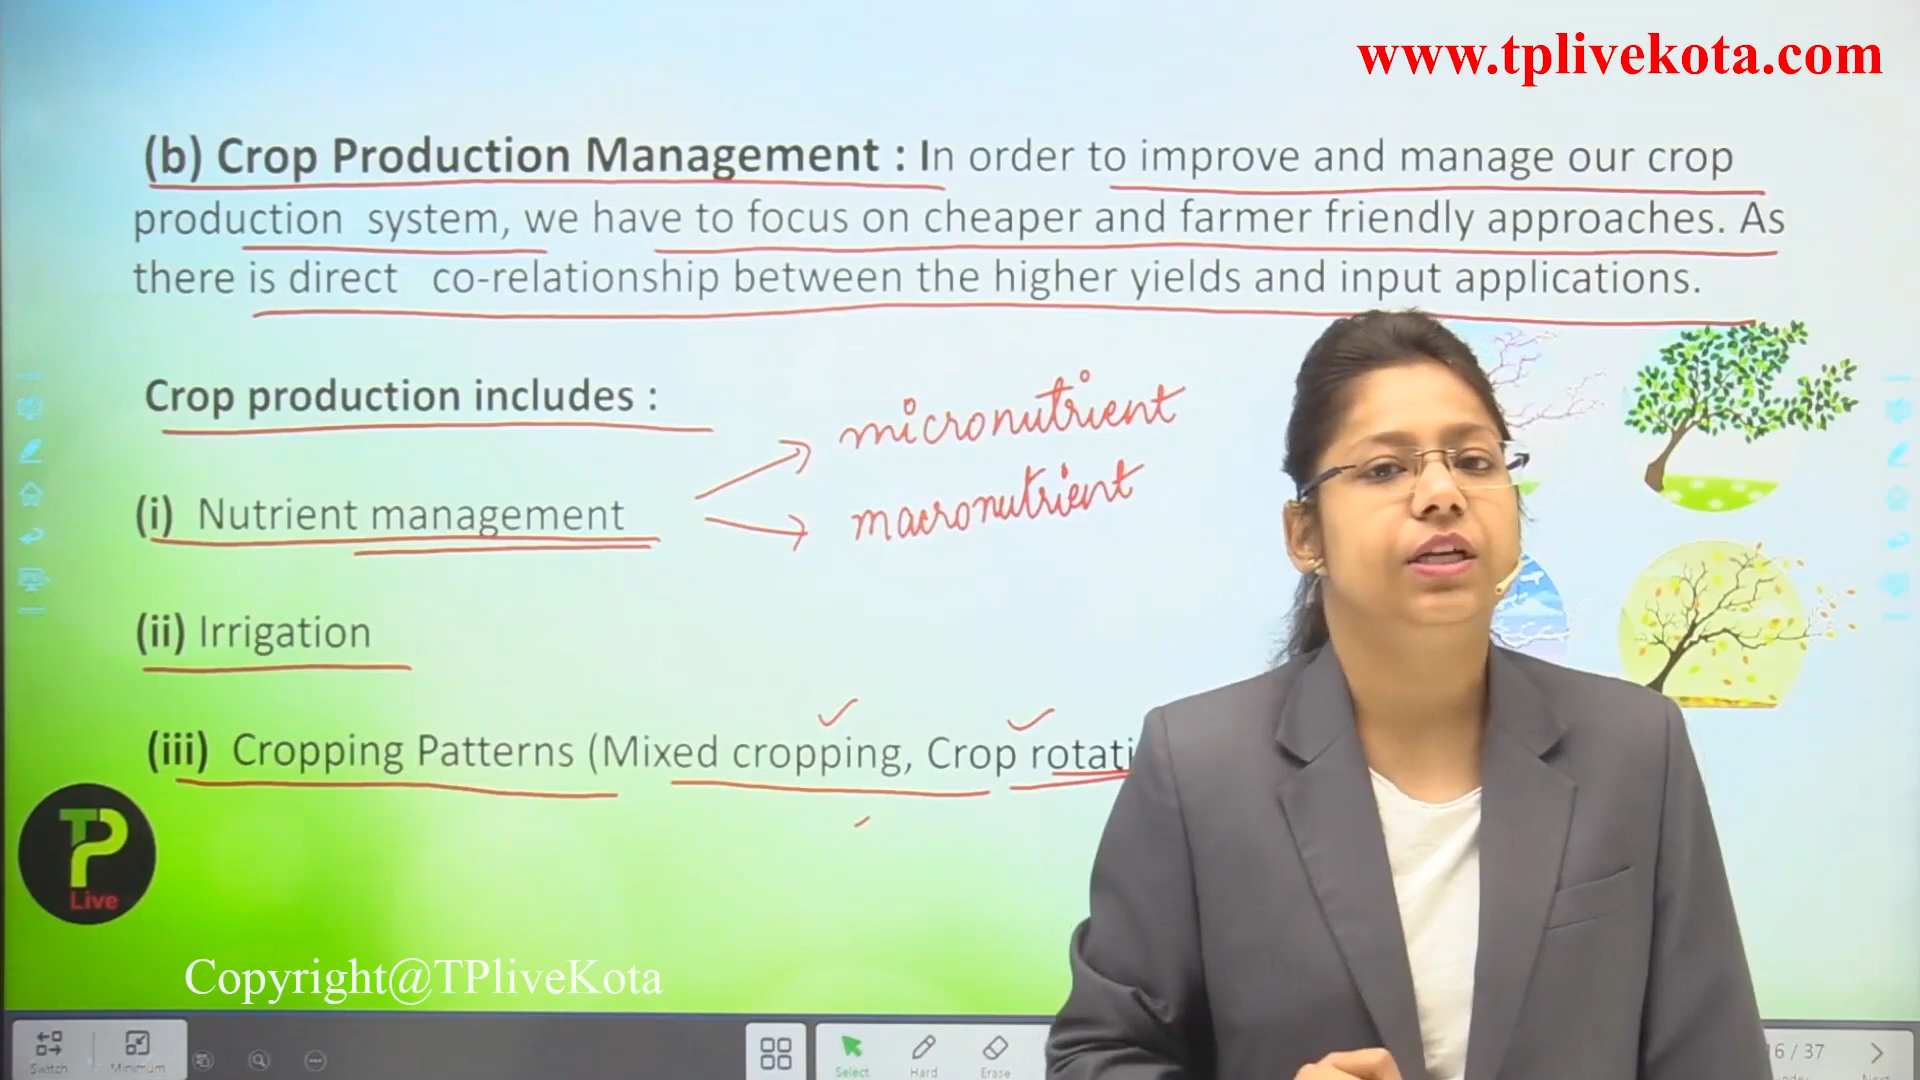 www.tplivekota.com
(b) Crop Production Management : In order to improve and manage our crop
production system, we have to focus on cheaper and farmer friendly approaches. As
there is direct co-relationship between the higher yields and input applications.
Crop production includes :
micronutrient
(i) Nutrient management
macronutrient
(ii) Irrigation
(iii) Cropping Patterns (Mixed cropping, Crop rotati
TP
Live
Copyright@TPliveKota
Switch
Minimum
Select
Hard
Erase
16 / 37
Next